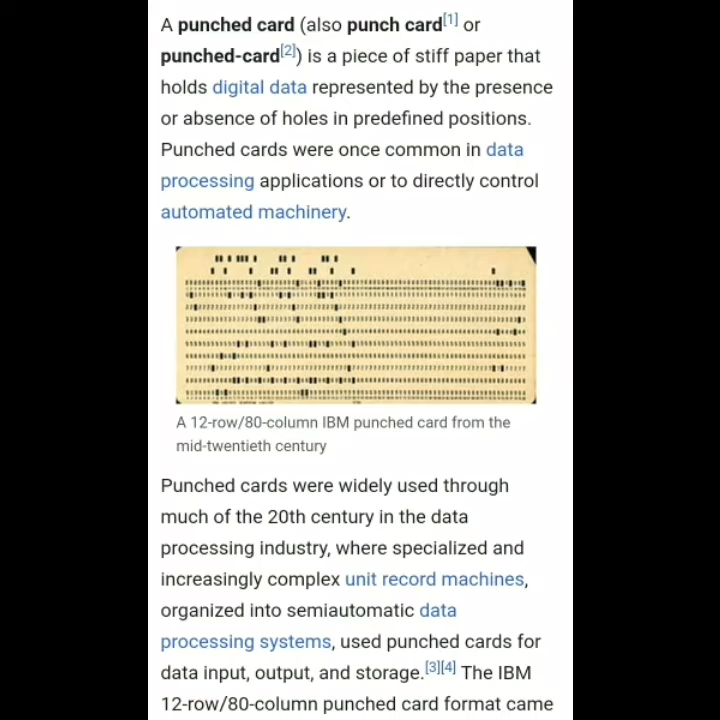 A punched card (also punch card[1] or
punched-card[2]) is a piece of stiff paper that
holds digital data represented by the presence
or absence of holes in predefined positions.
Punched cards were once common in data
processing applications or to directly control
automated machinery.
A 12-row/80-column IBM punched card from the
mid-twentieth century
Punched cards were widely used through
much of the 20th century in the data
processing industry, where specialized and
increasingly complex unit record machines,
organized into semiautomatic data
processing systems, used punched cards for
data input, output, and storage.[3][4] The IBM
12-row/80-column punched card format came